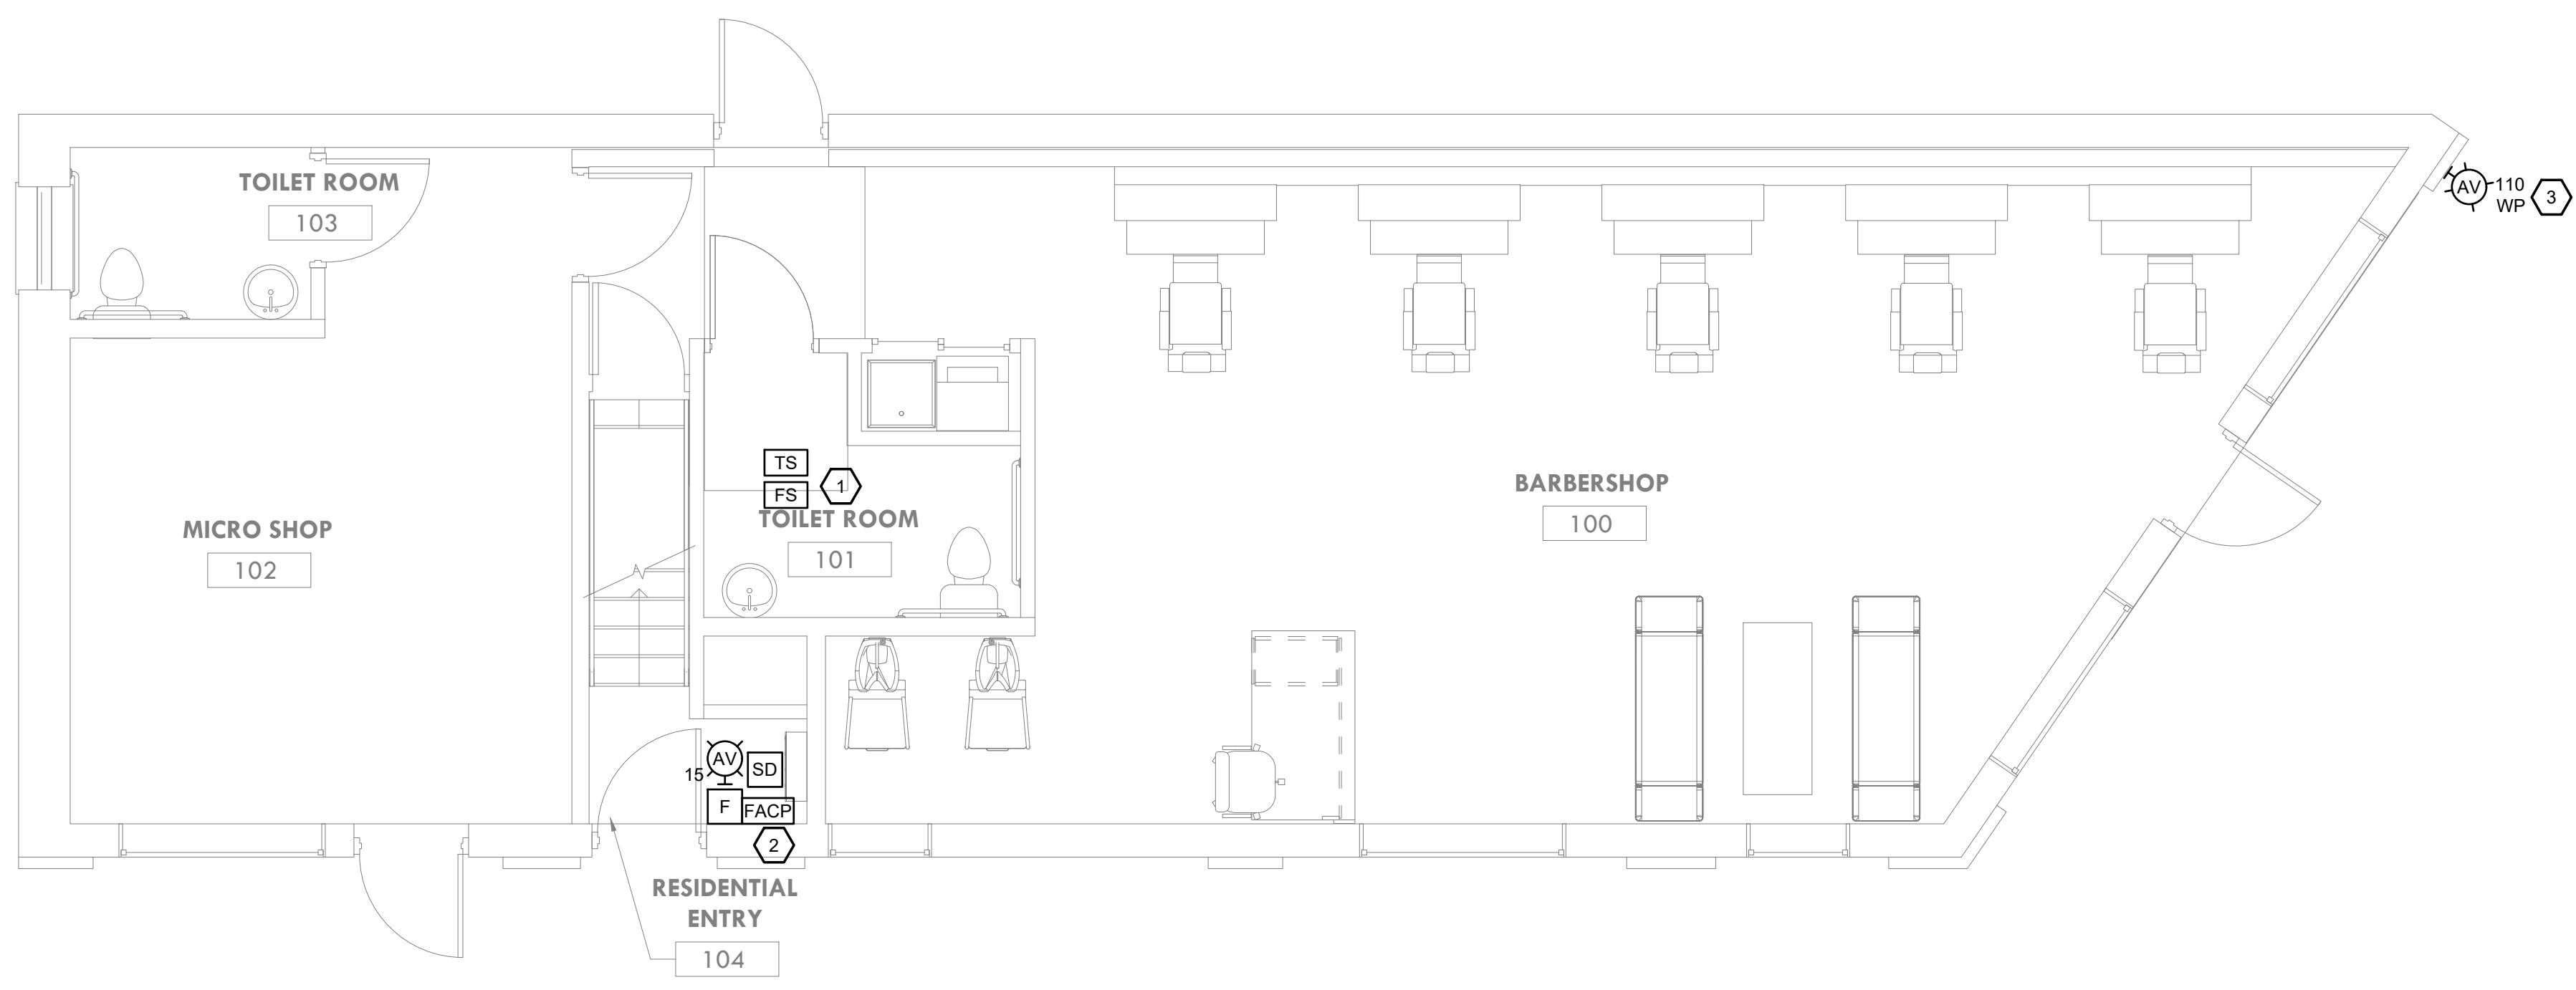 TOILET ROOM
103
AV
110
WP
3
TS
FS
1
TOILET ROOM
101
BARBERSHOP
100
MICRO SHOP
102
AV
15
SD
F
FACP
2
RESIDENTIAL
ENTRY
104